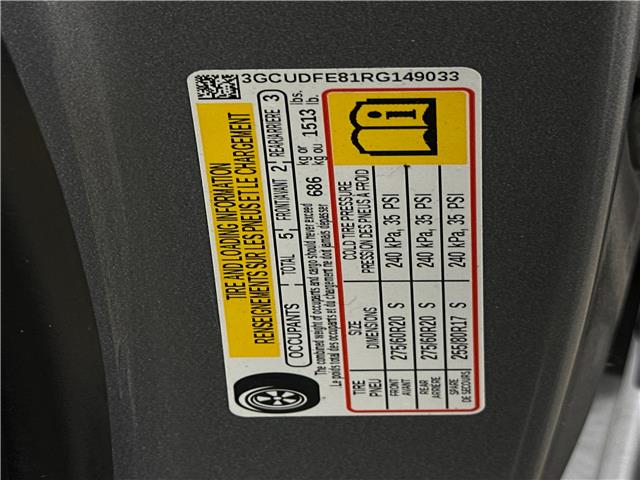 3GCUDFE81RG149033
TIRE AND LOADING INFORMATION
RENSEIGNEMENTS SUR LES PNEUS ET LE CHARGEMENT
OCCUPANTS TOTAL 5 FRONT/AVANT 2 REAR/ARRIERE 3
The combined weight of occupants and cargo should never exceed 686 kg or 1513 lbs.
Le poids total des occupants et du chargement ne doit jamais dépasser kg ou lb.
TIRE SIZE COLD TIRE PRESSURE
PNEU DIMENSIONS PRESSION DES PNEUS À FROID
FRONT 275/60R20 S 240 kPa, 35 PSI
AVANT
REAR 275/60R20 S 240 kPa, 35 PSI
ARRIERE
SPARE 255/80R17 S 240 kPa, 35 PSI
DE SECOURS